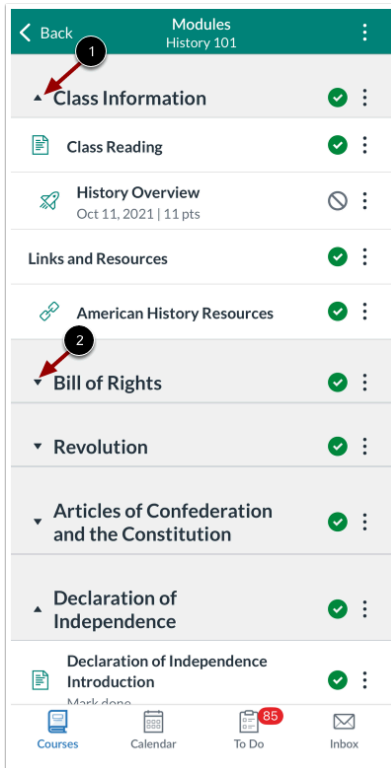 Back
Modules
History 101
1
Class Information
Class Reading
History Overview
Oct 11, 2021 | 11 pts
Links and Resources
American History Resources
2
Bill of Rights
Revolution
Articles of Confederation
and the Constitution
Declaration of
Independence
Declaration of Independence
Introduction
Mark done
85
Courses
Calendar
To Do
Inbox